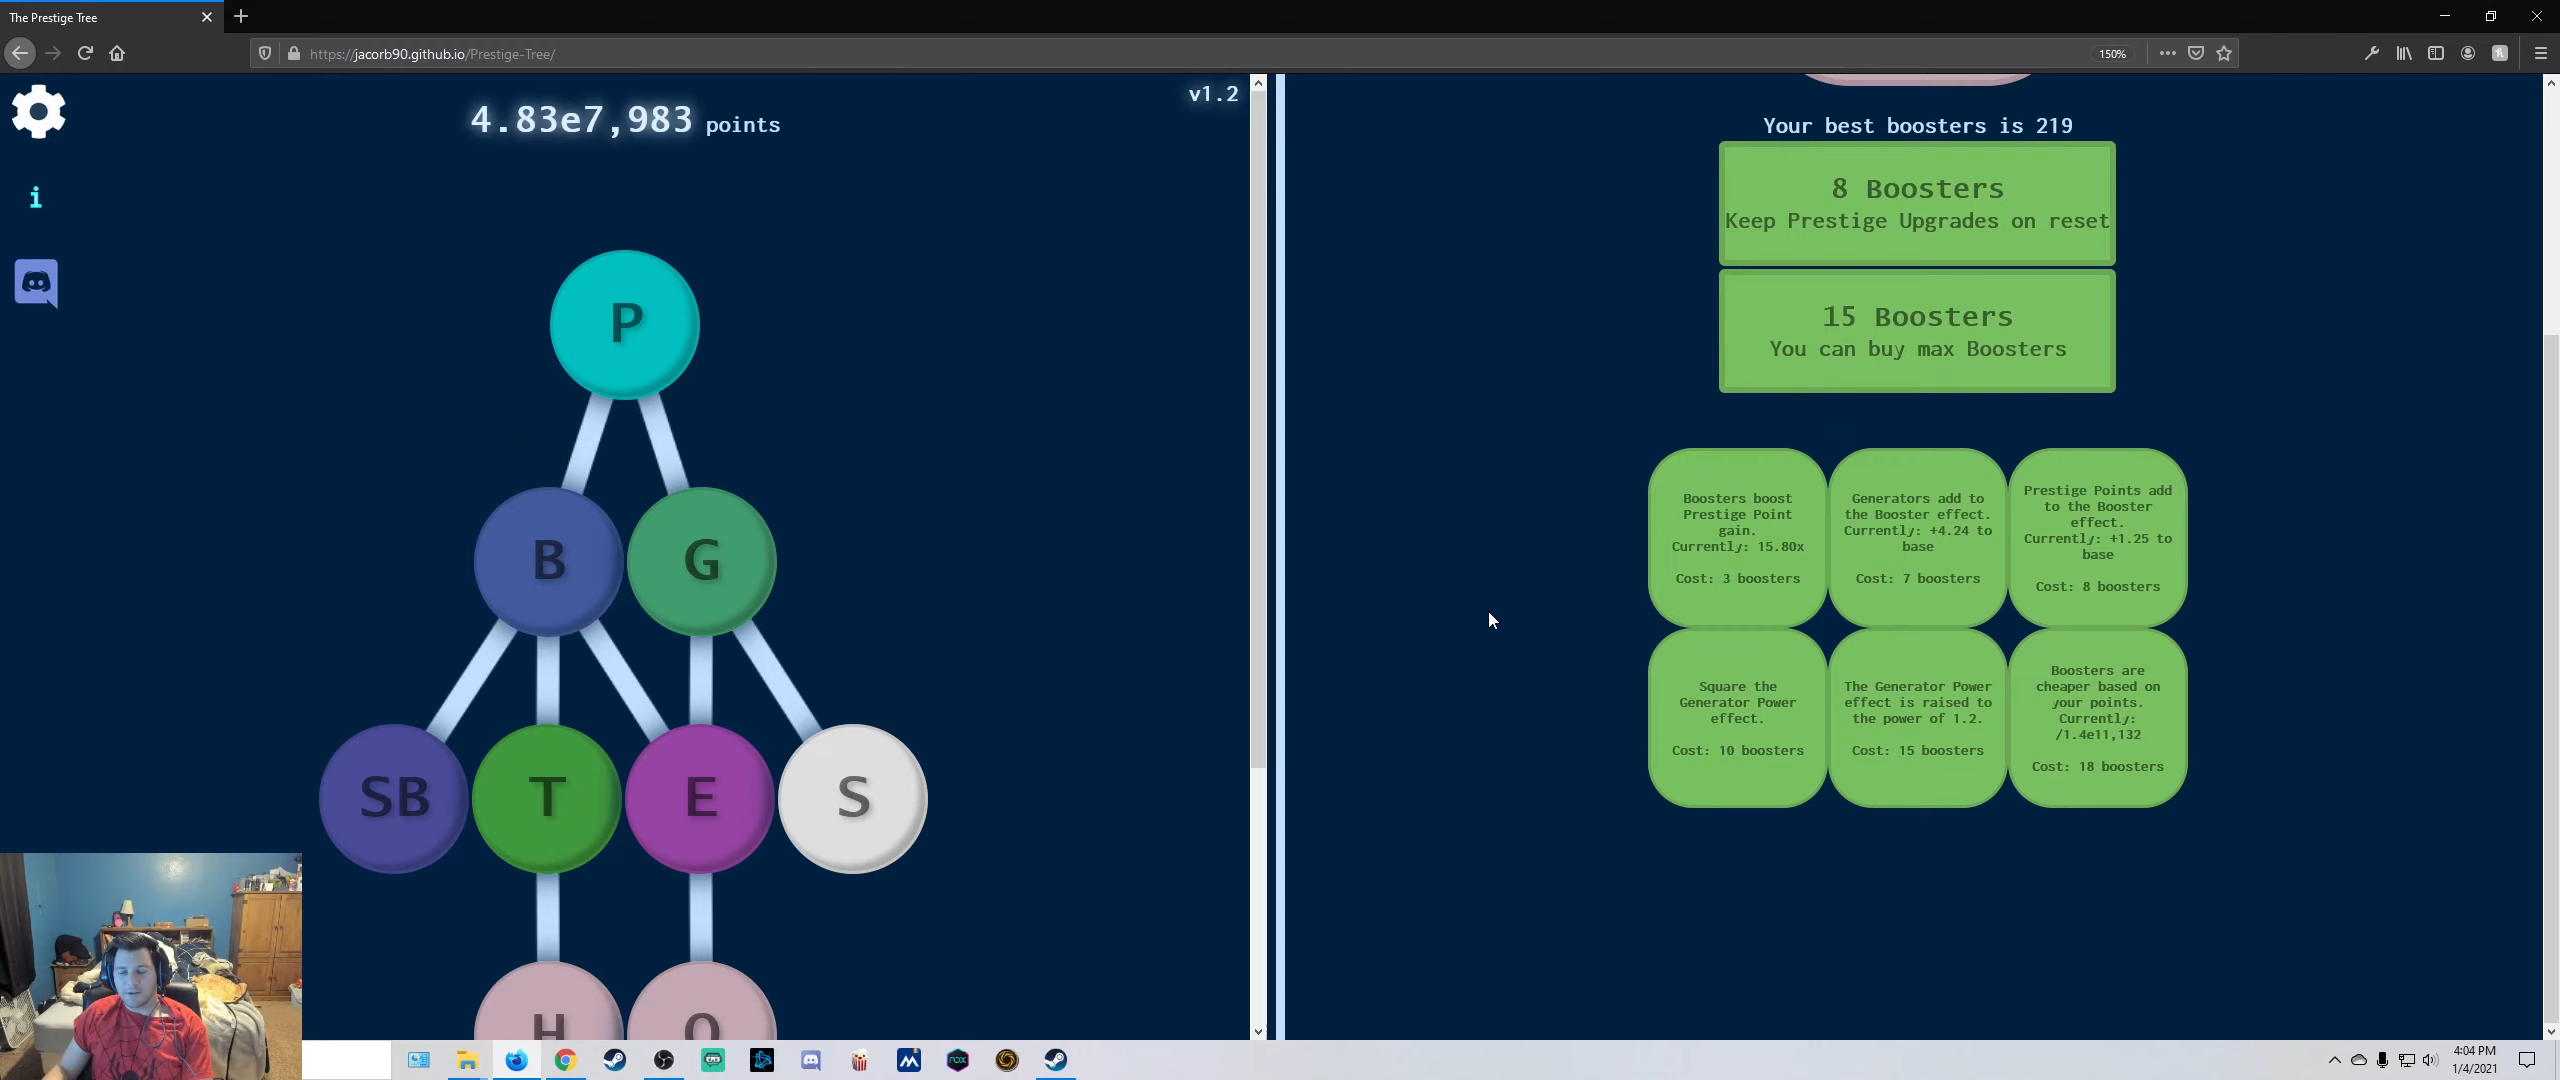 The Prestige Tree
https://jacorb90.github.io/Prestige-Tree/
150%
4.83e7,983 points
v1.2
i
P
B
G
SB
T
E
S
H
Q
Your best boosters is 219
8 Boosters
Keep Prestige Upgrades on reset
15 Boosters
You can buy max Boosters
Boosters boost
Prestige Point
gain.
Currently: 15.80x
Cost: 3 boosters
Generators add to
the Booster effect.
Currently: +4.24 to
base
Cost: 7 boosters
Prestige Points add
to the Booster
effect.
Currently: +1.25 to
base
Cost: 8 boosters
Square the
Generator Power
effect.
Cost: 10 boosters
The Generator Power
effect is raised to
the power of 1.2.
Cost: 15 boosters
Boosters are
cheaper based on
your points.
Currently:
/1.4e11,132
Cost: 18 boosters
nox
4:04 PM
1/4/2021